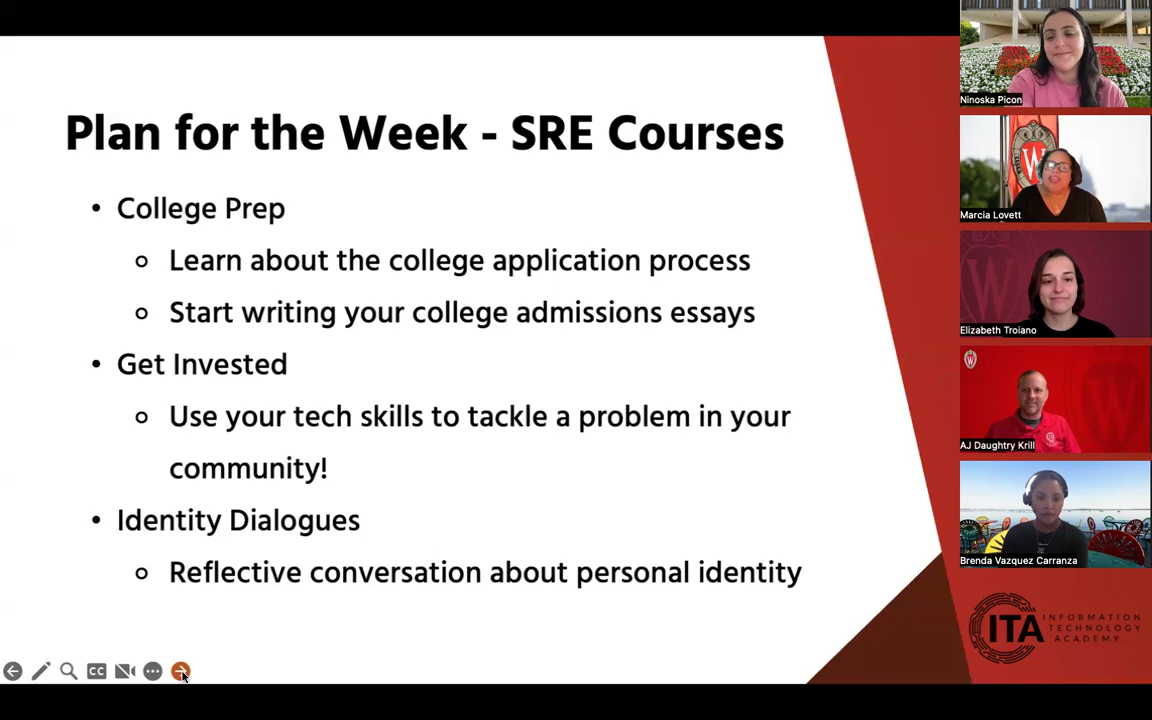 Plan for the Week - SRE Courses
• College Prep
Learn about the college application process
Start writing your college admissions essays
• Get Invested
Use your tech skills to tackle a problem in your
community!
• Identity Dialogues
Reflective conversation about personal identity
CC
Ninoska Picon
W
Marcia Lovett
W
Elizabeth Troiano
W
AJ Daughtry Krill
Brenda Vazquez Carranza
ITA
INFORMATION
TECHNOLOGY
ACADEMY